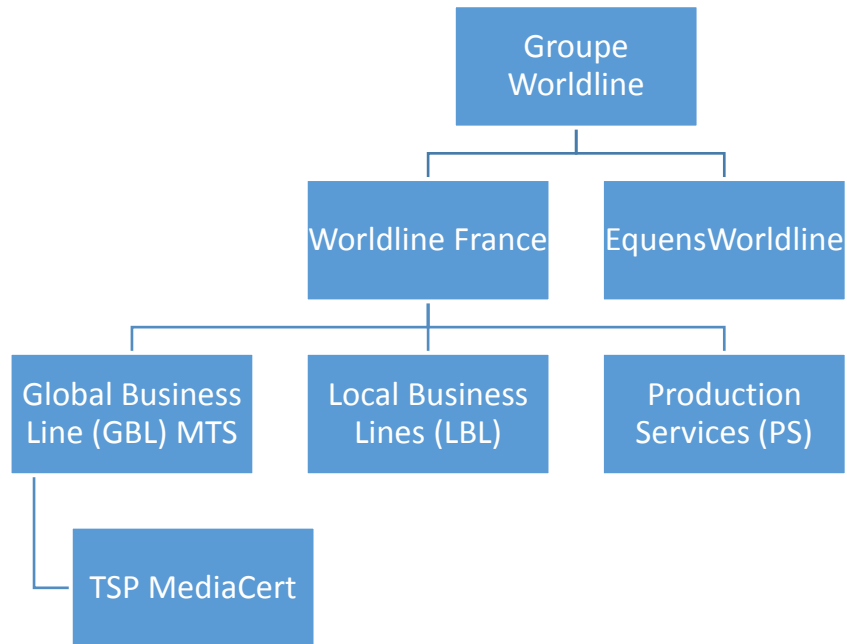 Groupe
Worldline
Worldline France
EquensWorldline
Global Business
Line (GBL) MTS
Local Business
Lines (LBL)
Production
Services (PS)
TSP MediaCert